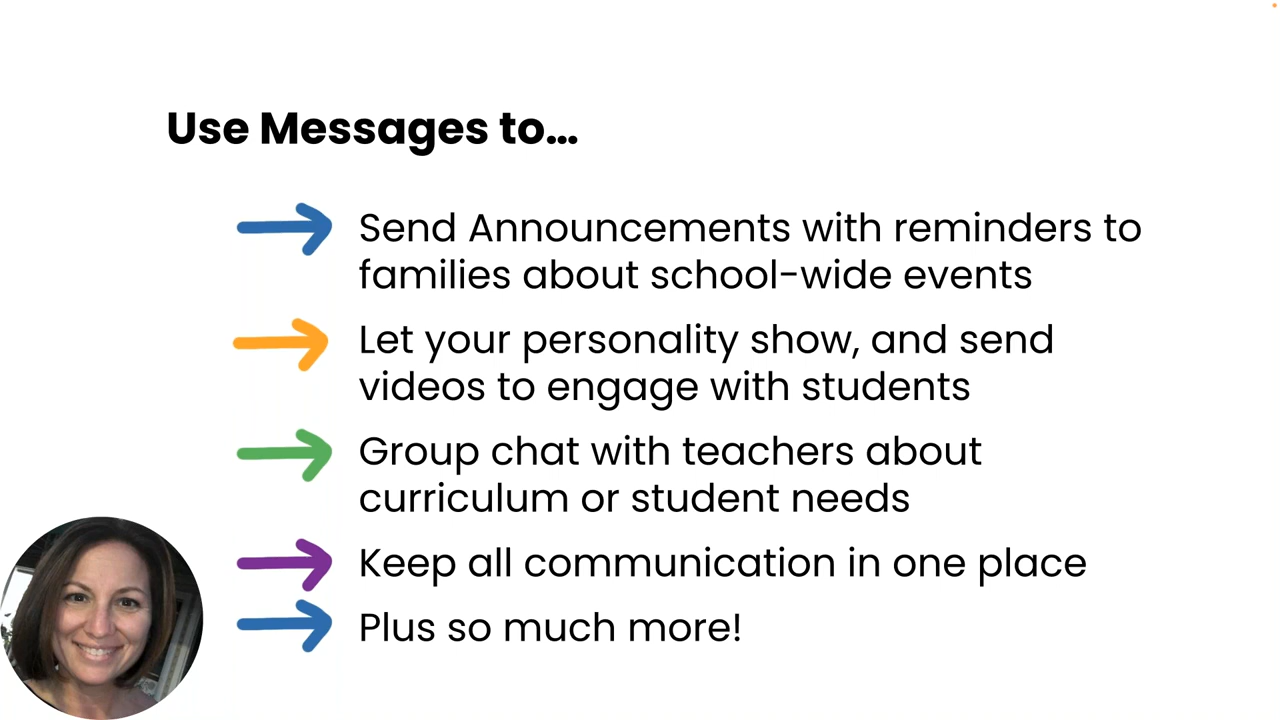 Use Messages to...
Send Announcements with reminders to
families about school-wide events
Let your personality show, and send
videos to engage with students
Group chat with teachers about
curriculum or student needs
Keep all communication in one place
Plus so much more!